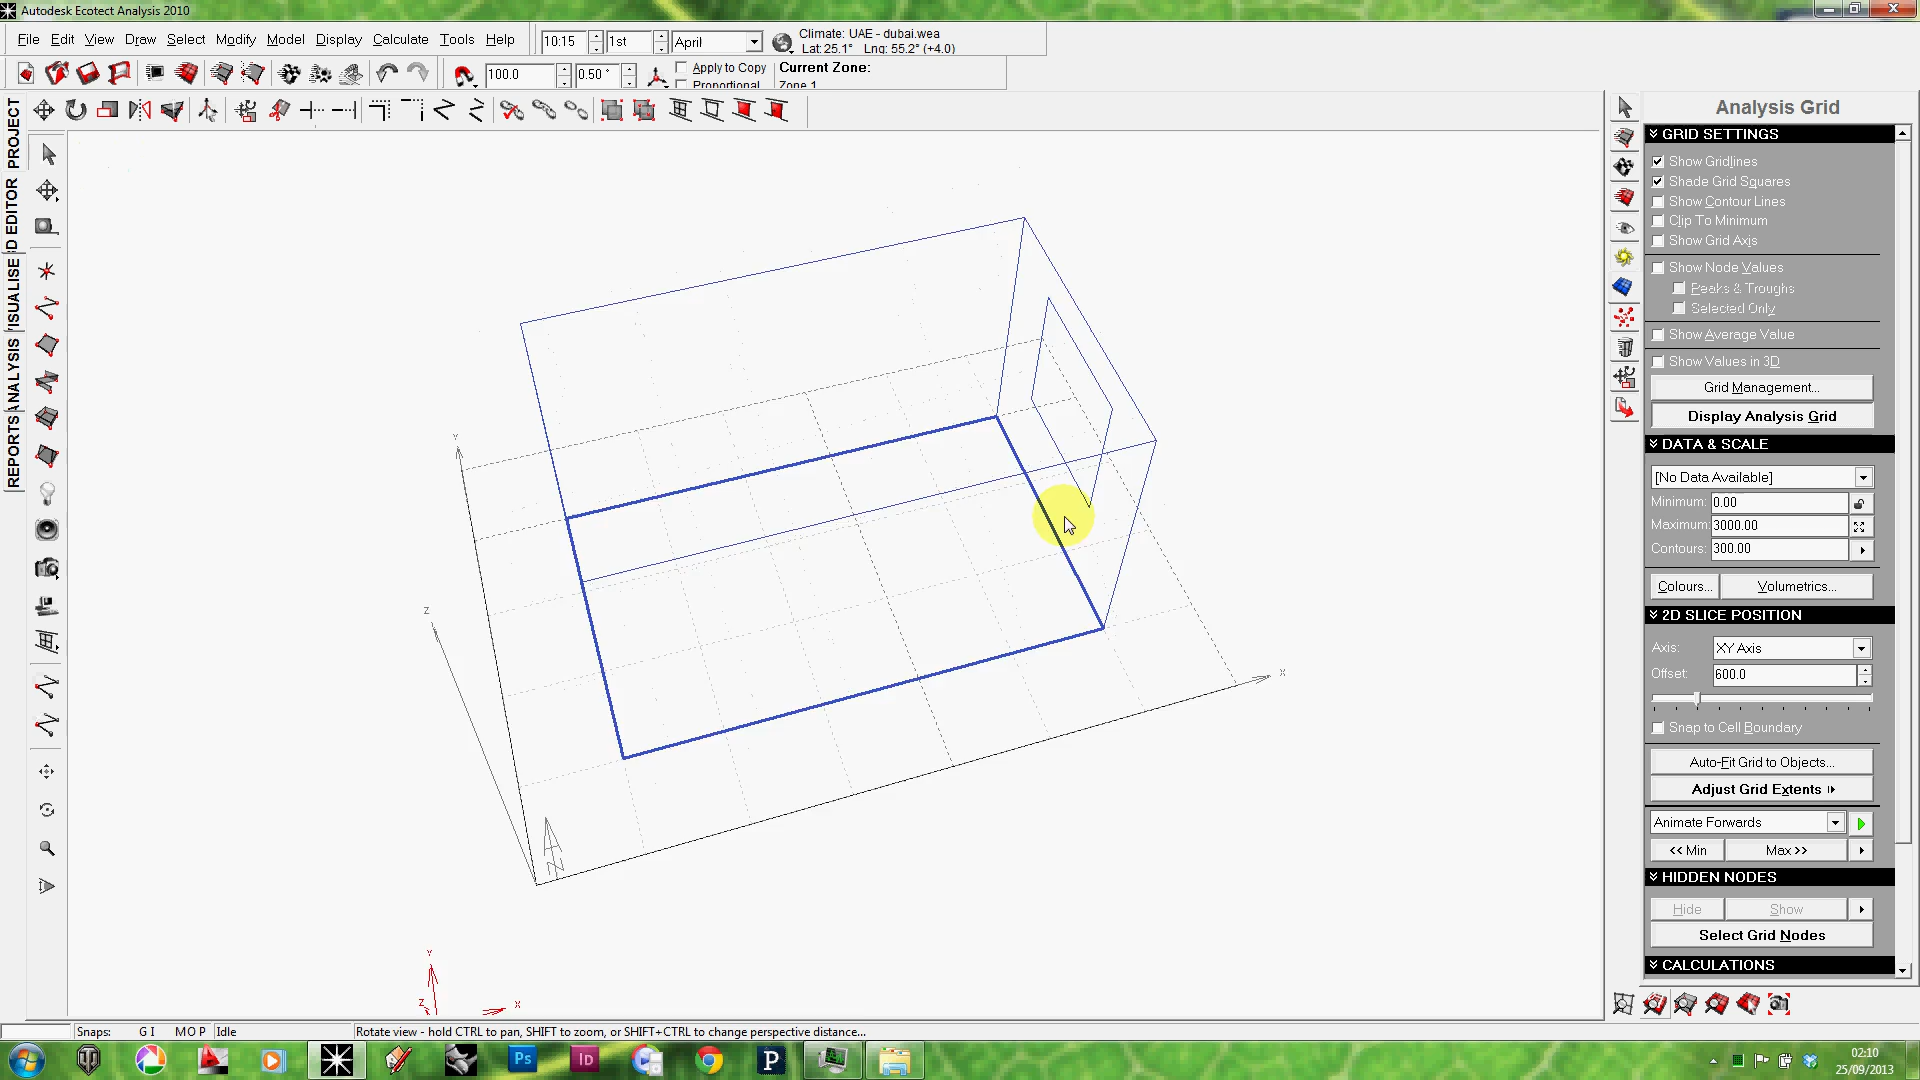 Autodesk Ecotect Analysis 2010
File Edit View Draw Select Modify Model Display Calculate Tools Help
10:15 1st April
Climate: UAE - dubai.wea
Lat: 25.1° Lng: 55.2° (+4.0)
100.0 0.50 ° Apply to Copy
Proportional
Current Zone:
Zone 1
PROJECT
3D EDITOR
VISUALISE
ANALYSIS
REPORTS
Y
Z
X
N
Y
Z
X
Analysis Grid
GRID SETTINGS
Show Gridlines
Shade Grid Squares
Show Contour Lines
Clip To Minimum
Show Grid Axis
Show Node Values
Peaks & Troughs
Selected Only
Show Average Value
Show Values in 3D
Grid Management...
Display Analysis Grid
DATA & SCALE
[No Data Available]
Minimum: 0.00
Maximum: 3000.00
Contours: 300.00
Colours... Volumetrics...
2D SLICE POSITION
Axis: XY Axis
Offset: 600.0
Snap to Cell Boundary
Auto-Fit Grid to Objects...
Adjust Grid Extents
Animate Forwards
<< Min Max >>
HIDDEN NODES
Hide Show
Select Grid Nodes
CALCULATIONS
Snaps: G I M O P Idle Rotate view - hold CTRL to pan, SHIFT to zoom, or SHIFT+CTRL to change perspective distance...
Ps Id P
02:10
25/09/2013